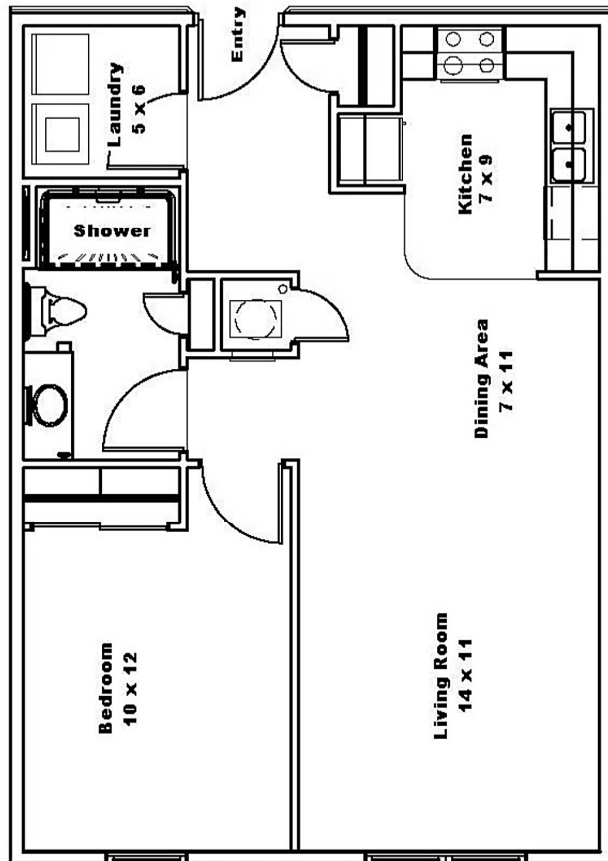 Entry
Laundry
5 x 6
Shower
Kitchen
7 x 9
Dining Area
7 x 11
Bedroom
10 x 12
Living Room
14 x 11